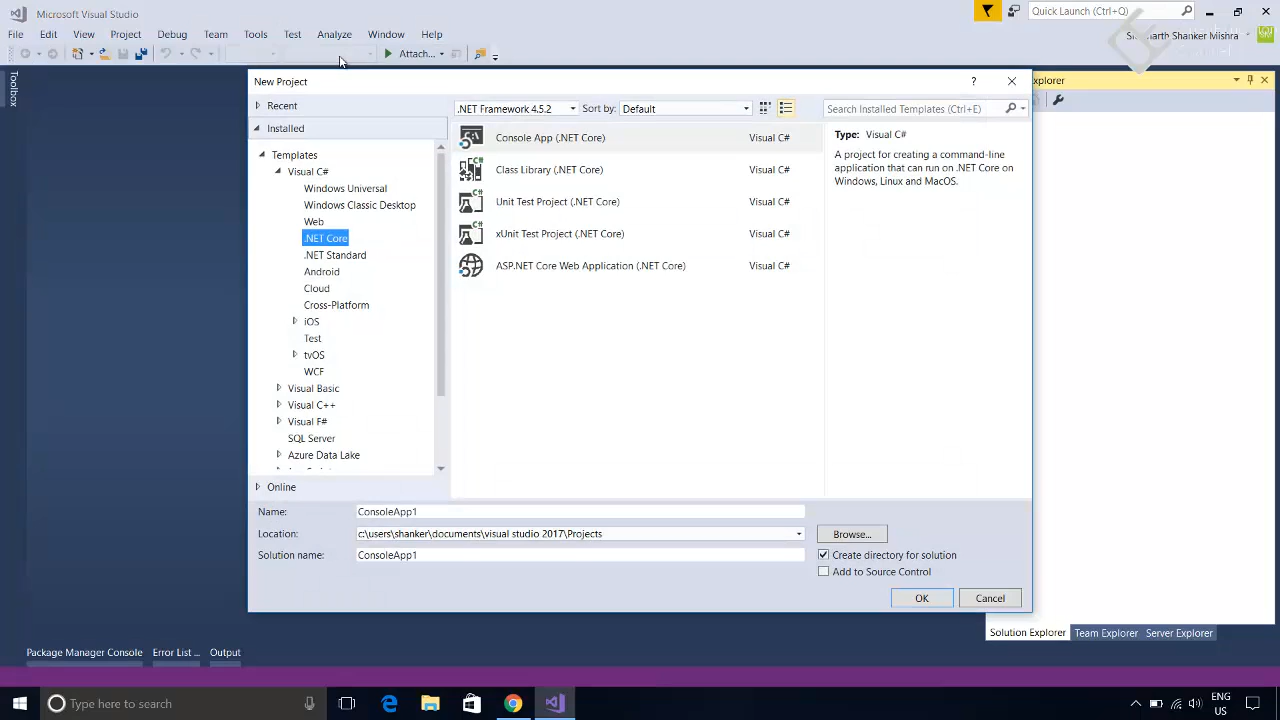 Microsoft Visual Studio
Quick Launch (Ctrl+Q)
File Edit View Project Debug Team Tools Test Analyze Window Help
Shanker Mishra
Attach...
Toolbox
New Project
?
Explorer
Recent
.NET Framework 4.5.2
Sort by: Default
Search Installed Templates (Ctrl+E)
Installed
Templates
Visual C#
Windows Universal
Windows Classic Desktop
Web
.NET Core
.NET Standard
Android
Cloud
Cross-Platform
iOS
Test
tvOS
WCF
Visual Basic
Visual C++
Visual F#
SQL Server
Azure Data Lake
Online
Console App (.NET Core) Visual C#
Class Library (.NET Core) Visual C#
Unit Test Project (.NET Core) Visual C#
xUnit Test Project (.NET Core) Visual C#
ASP.NET Core Web Application (.NET Core) Visual C#
Type: Visual C#
A project for creating a command-line
application that can run on .NET Core on
Windows, Linux and MacOS.
Name: ConsoleApp1
Location: c:\users\shanker\documents\visual studio 2017\Projects
Browse...
Solution name: ConsoleApp1
Create directory for solution
Add to Source Control
OK Cancel
Solution Explorer Team Explorer Server Explorer
Package Manager Console Error List ... Output
Type here to search
ENG
US